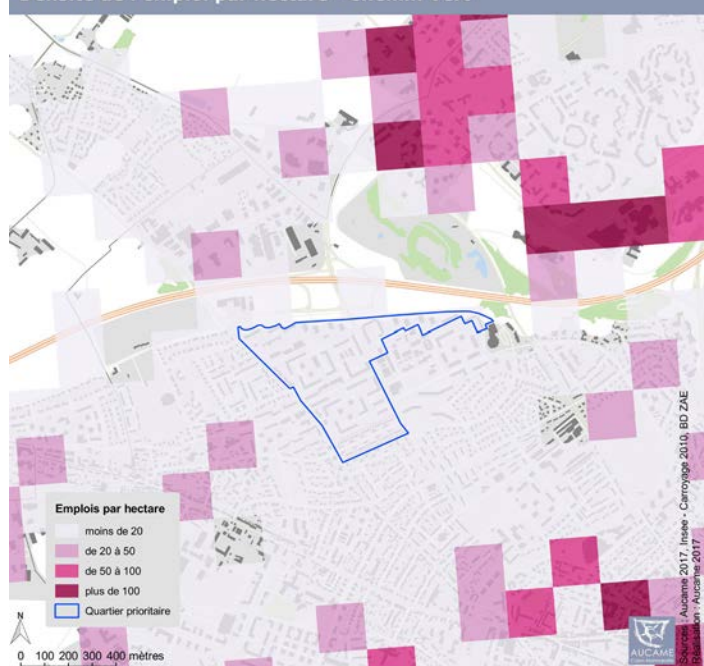 Emplois par hectare
moins de 20
de 20 à 50
de 50 à 100
plus de 100
Quartier prioritaire
N
0 100 200 300 400 mètres
Sources : Aucame 2017, Insee - Carroyage 2010, BD ZAE
Réalisation : Aucame 2017
AUCAME